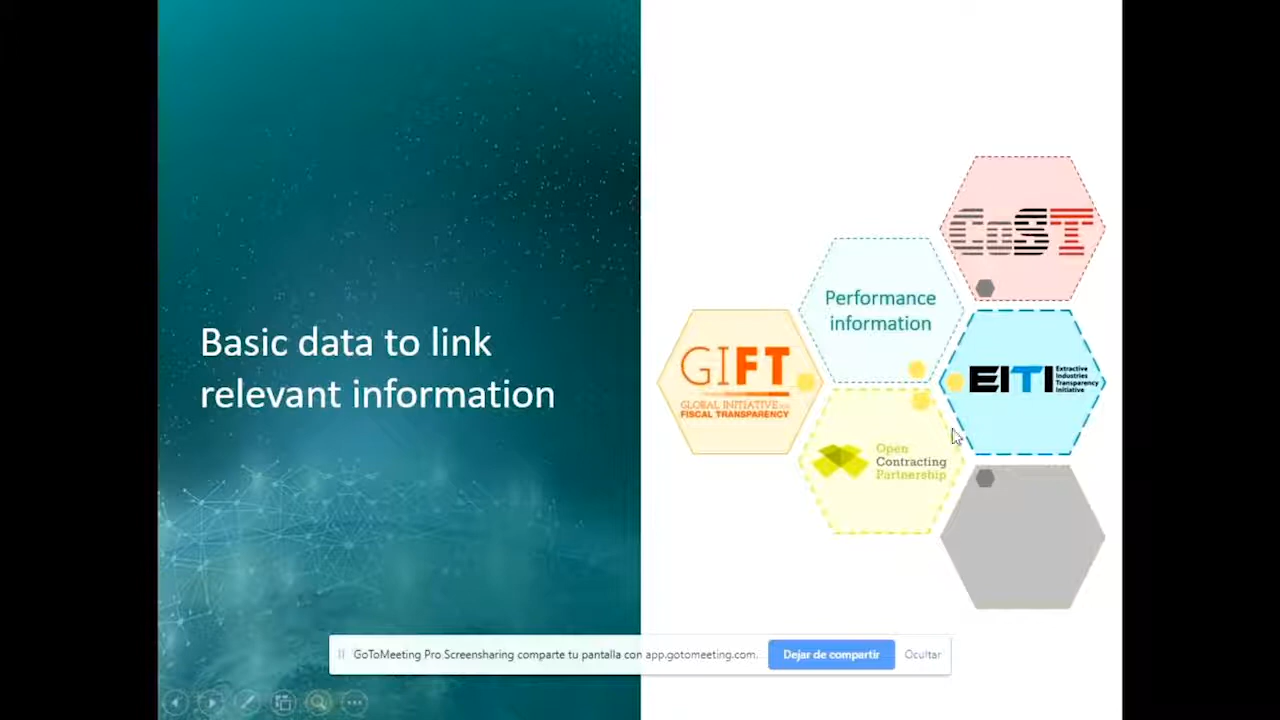 Basic data to link
relevant information
CoST
Performance
information
GIFT
GLOBAL INITIATIVE FOR
FISCAL TRANSPARENCY
EITI
Extractive
Industries
Transparency
Initiative
Open
Contracting
Partnership
GoToMeeting Pro Screensharing comparte tu pantalla con app.gotomeeting.com...
Dejar de compartir
Ocultar